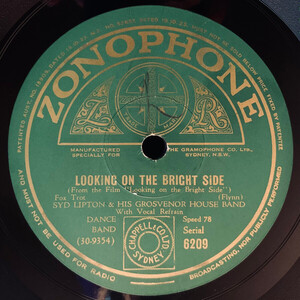 ZONOPHONE
MANUFACTURED SPECIALLY FOR
THE GRAMOPHONE CO., LTD., SYDNEY, N.S.W.
LOOKING ON THE BRIGHT SIDE
(From the Film "Looking on the Bright Side")
Fox Trot (Flynn)
SYD LIPTON & HIS GROSVENOR HOUSE BAND
With Vocal Refrain
DANCE Speed 78
BAND Serial
(30-9354) 6209
CHAPPELL & CO LTD
SYDNEY
AND MUST NOT BE USED FOR RADIO
BROADCASTING, NOR PUBLICLY PERFORMED